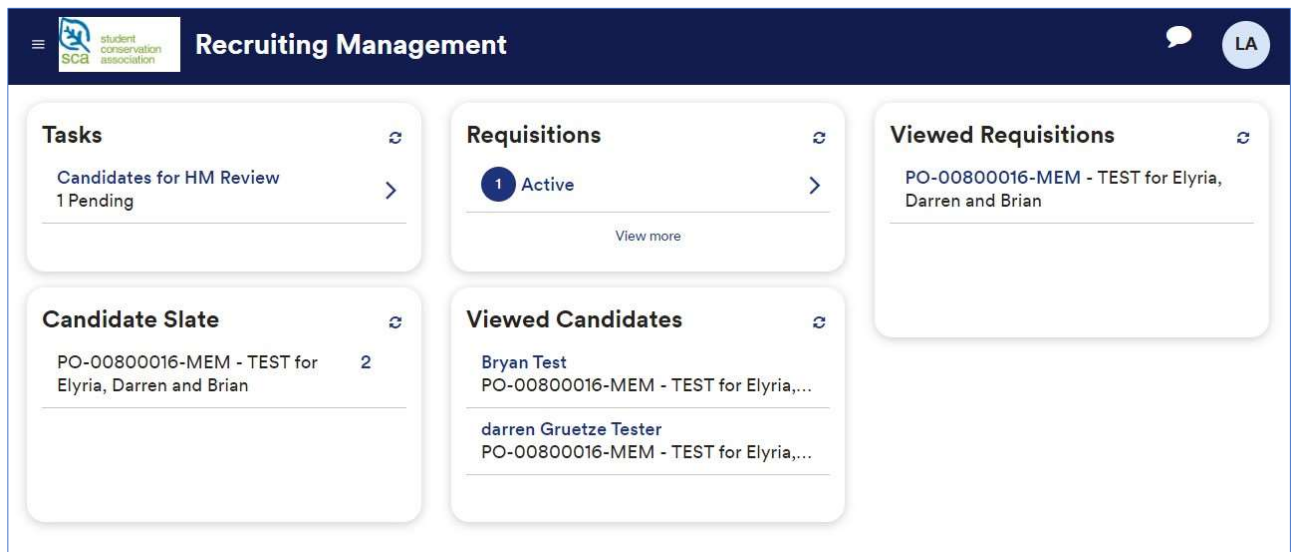 sca
student
conservation
association
Recruiting Management
LA
Tasks
Candidates for HM Review
1 Pending
Requisitions
1 Active
View more
Viewed Requisitions
PO-00800016-MEM - TEST for Elyria,
Darren and Brian
Candidate Slate
PO-00800016-MEM - TEST for 2
Elyria, Darren and Brian
Viewed Candidates
Bryan Test
PO-00800016-MEM - TEST for Elyria,...
darren Gruetze Tester
PO-00800016-MEM - TEST for Elyria,...